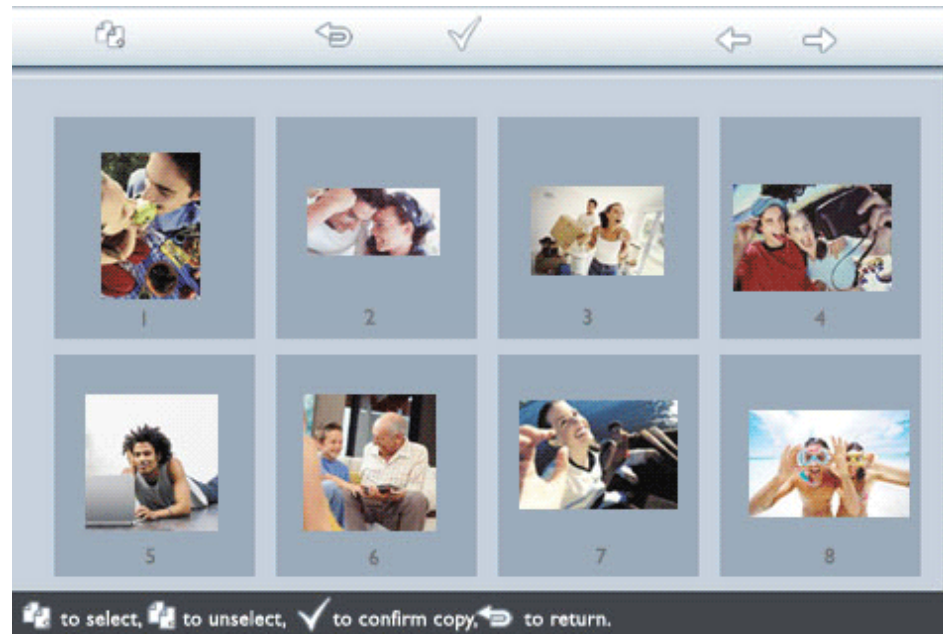 1 2 3 4
5 6 7 8
to select, to unselect, to confirm copy, to return.